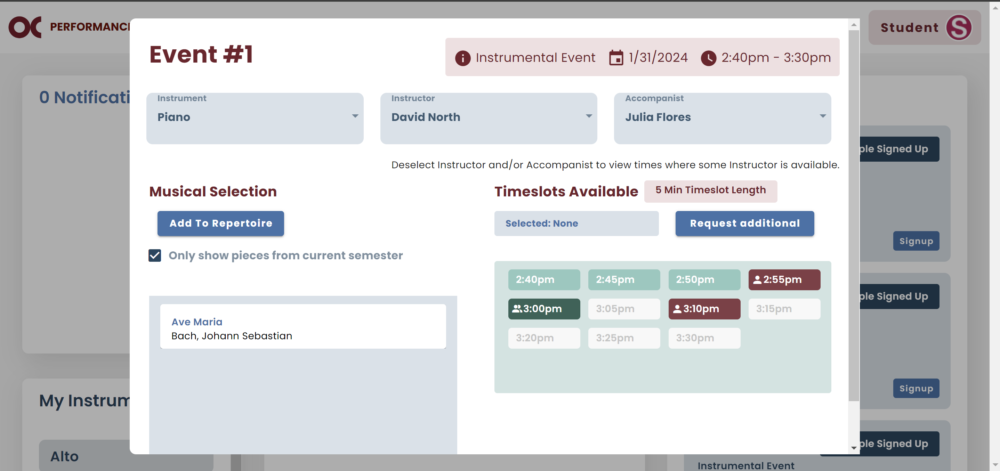 OC PERFORMANC
Student S
Event #1
Instrumental Event 1/31/2024 2:40pm - 3:30pm
0 Notificati
Instrument
Piano
Instructor
David North
Accompanist
Julia Flores
ple Signed Up
Deselect Instructor and/or Accompanist to view times where some Instructor is available.
Musical Selection
Timeslots Available 5 Min Timeslot Length
Add To Repertoire
Selected: None
Request additional
Signup
Only show pieces from current semester
2:40pm 2:45pm 2:50pm 2:55pm
3:00pm 3:05pm 3:10pm 3:15pm
3:20pm 3:25pm 3:30pm
ple Signed Up
Ave Maria
Bach, Johann Sebastian
Signup
My Instrum
Alto
ple Signed Up
Instrumental Event